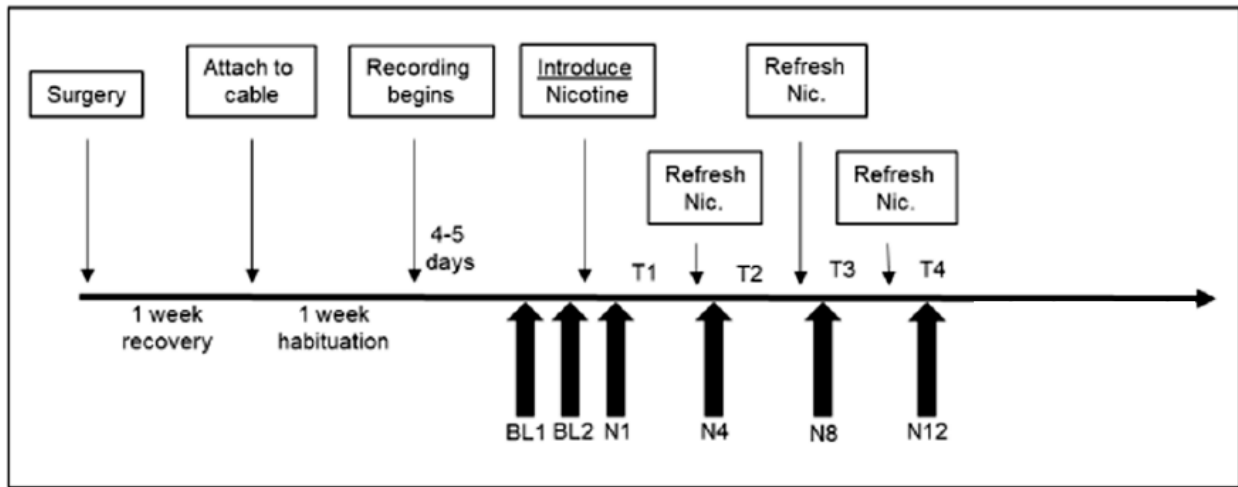 Surgery
Attach to
cable
Recording
begins
Introduce
Nicotine
Refresh
Nic.
Refresh
Nic.
Refresh
Nic.
4-5
days
T1
T2
T3
T4
1 week
recovery
1 week
habituation
BL1
BL2
N1
N4
N8
N12